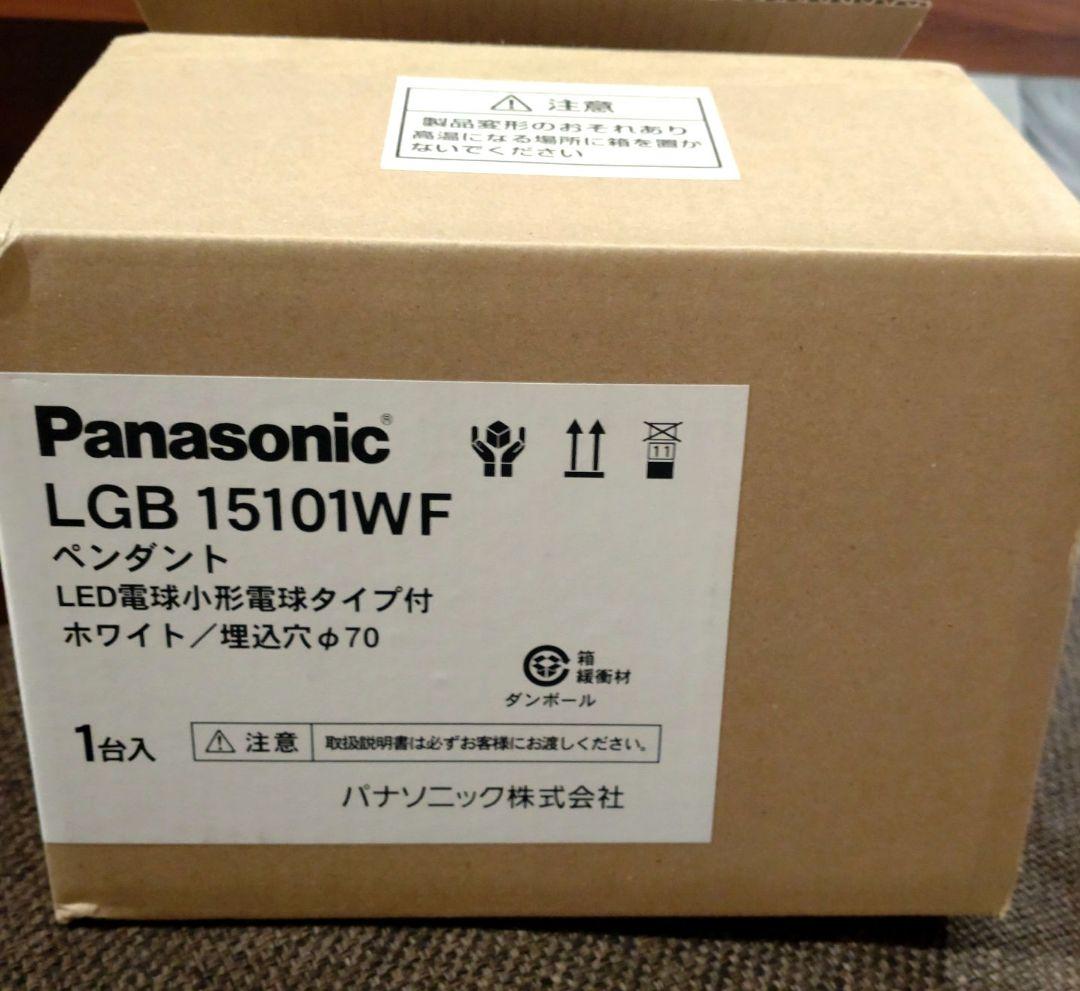 ⚠ 注意
製品変形のおそれあり
高温になる場所に箱を置か
ないでください
Panasonic®
LGB 15101WF
11
ペンダント
LED電球小形電球タイプ付
ホワイト／埋込穴φ70
箱
緩衝材
ダンボール
1台入
⚠ 注意 取扱説明書は必ずお客様にお渡しください。
パナソニック株式会社